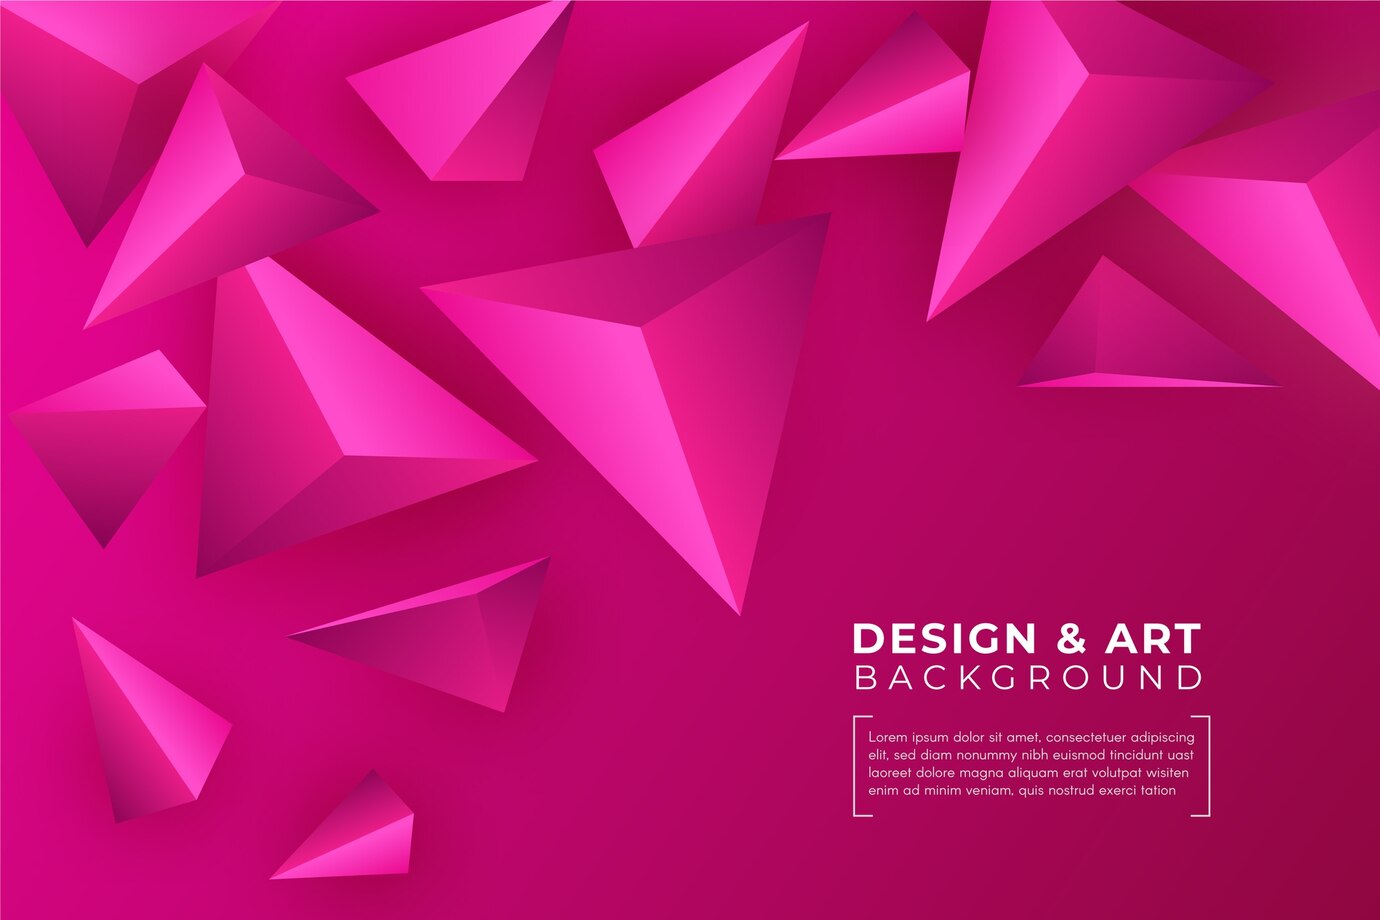 DESIGN & ART
BACKGROUND
Lorem ipsum dolor sit amet, consectetuer adipiscing
elit, sed diam nonummy nibh euismod tincidunt uast
laoreet dolore magna aliquam erat volutpat wisiten
enim ad minim veniam, quis nostrud exerci tation